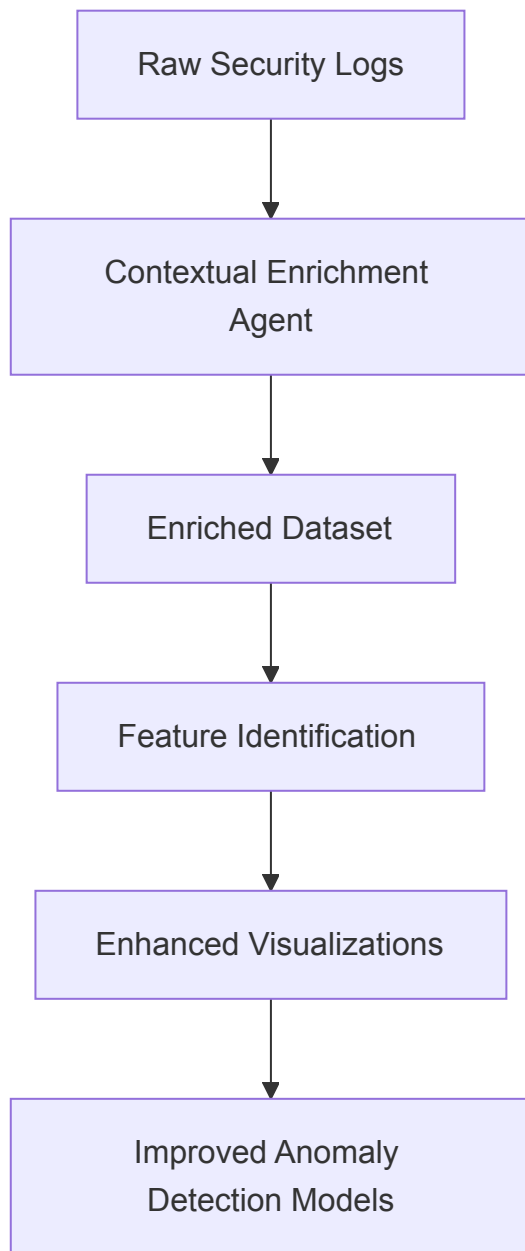 Raw Security Logs
Contextual Enrichment
Agent
Enriched Dataset
Feature Identification
Enhanced Visualizations
Improved Anomaly
Detection Models